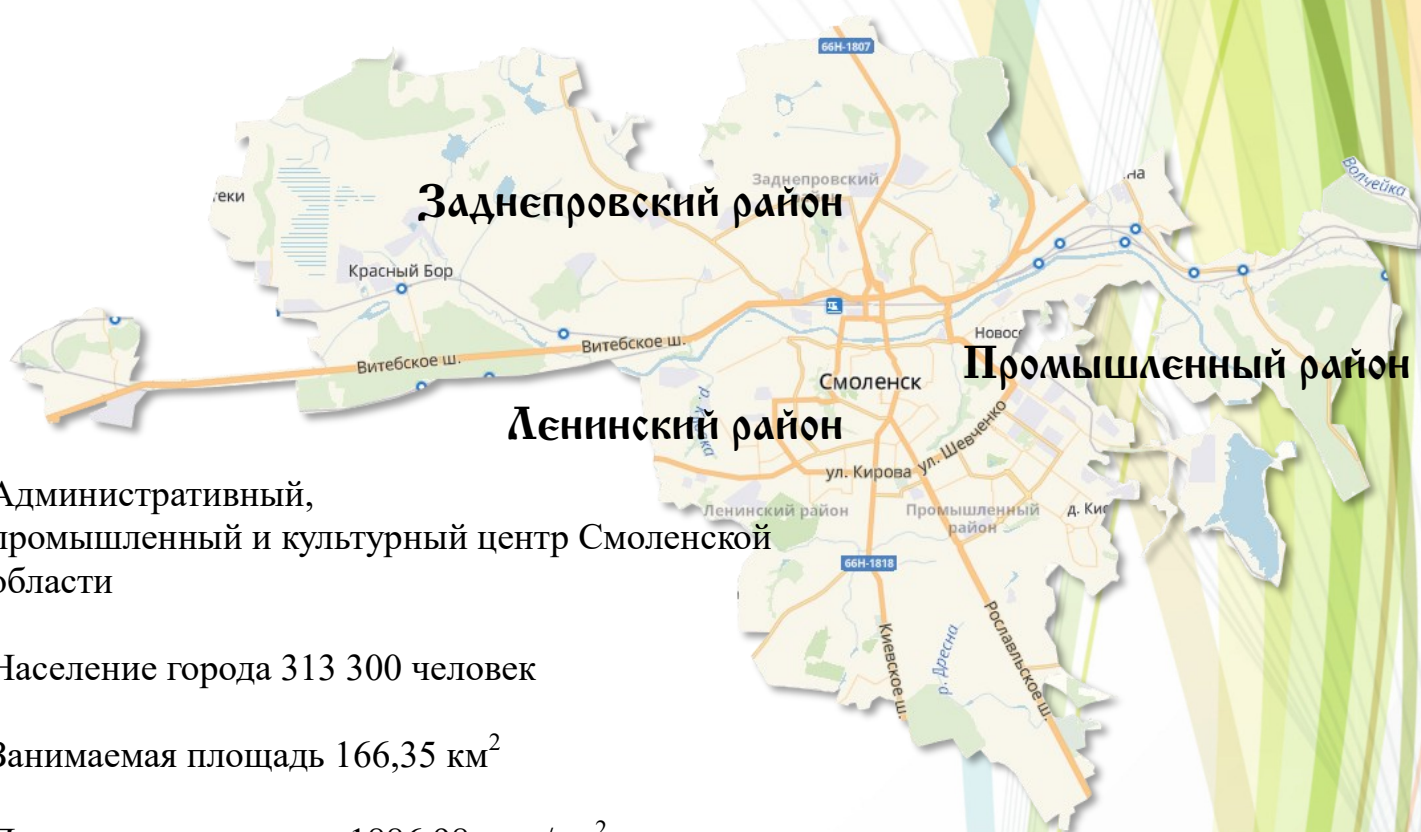 66Н-1807
Заднепровский
Заднепровский район
теки
Красный Бор
на
Волчейка
Витебское ш.
Витебское ш.
Смоленск
Промышленный район
Ленинский район
ул. Кирова
ул. Шевченко
Ленинский район
Промышленный
район
66Н-1818
Киевское ш.
р. Дресна
Рославльское ш.
Административный,
промышленный и культурный центр Смоленской
области
Население города 313 300 человек
Занимаемая площадь 166,35 км²